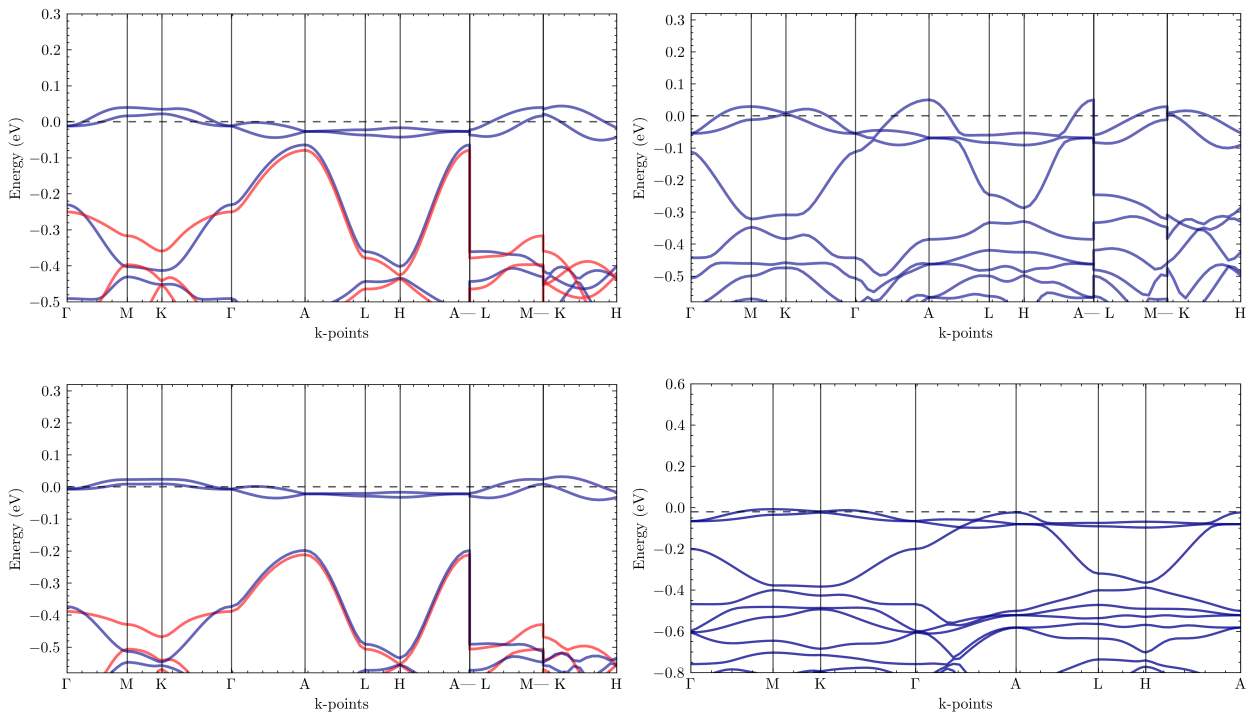 0.3
0.2
0.1
0.0
−0.1
−0.2
−0.3
−0.4
−0.5
Energy (eV)
Γ M K Γ A L H A— L M— K H
k-points
0.3
0.2
0.1
0.0
−0.1
−0.2
−0.3
−0.4
−0.5
Energy (eV)
Γ M K Γ A L H A— L M— K H
k-points
0.3
0.2
0.1
0.0
−0.1
−0.2
−0.3
−0.4
−0.5
Energy (eV)
Γ M K Γ A L H A— L M— K H
k-points
0.6
0.4
0.2
0.0
−0.2
−0.4
−0.6
−0.8
Energy (eV)
Γ M K Γ A L H A
k-points